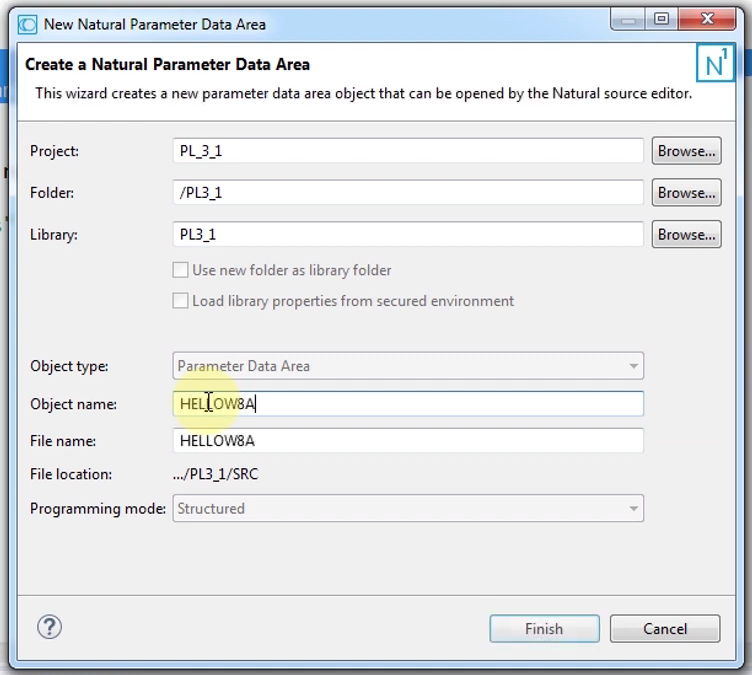 New Natural Parameter Data Area
Create a Natural Parameter Data Area
This wizard creates a new parameter data area object that can be opened by the Natural source editor.
N1
Project: PL_3_1 Browse...
Folder: /PL3_1 Browse...
Library: PL3_1 Browse...
Use new folder as library folder
Load library properties from secured environment
Object type: Parameter Data Area
Object name: HELLOW8A
File name: HELLOW8A
File location: .../PL3_1/SRC
Programming mode: Structured
? Finish Cancel